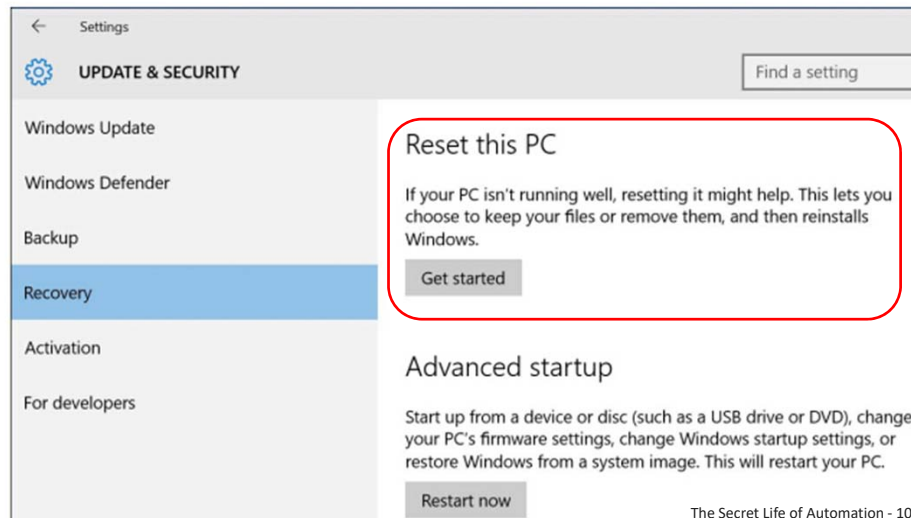 Settings
UPDATE & SECURITY
Find a setting
Windows Update
Windows Defender
Backup
Recovery
Activation
For developers
Reset this PC
If your PC isn't running well, resetting it might help. This lets you
choose to keep your files or remove them, and then reinstalls
Windows.
Get started
Advanced startup
Start up from a device or disc (such as a USB drive or DVD), change
your PC's firmware settings, change Windows startup settings, or
restore Windows from a system image. This will restart your PC.
Restart now
The Secret Life of Automation - 10